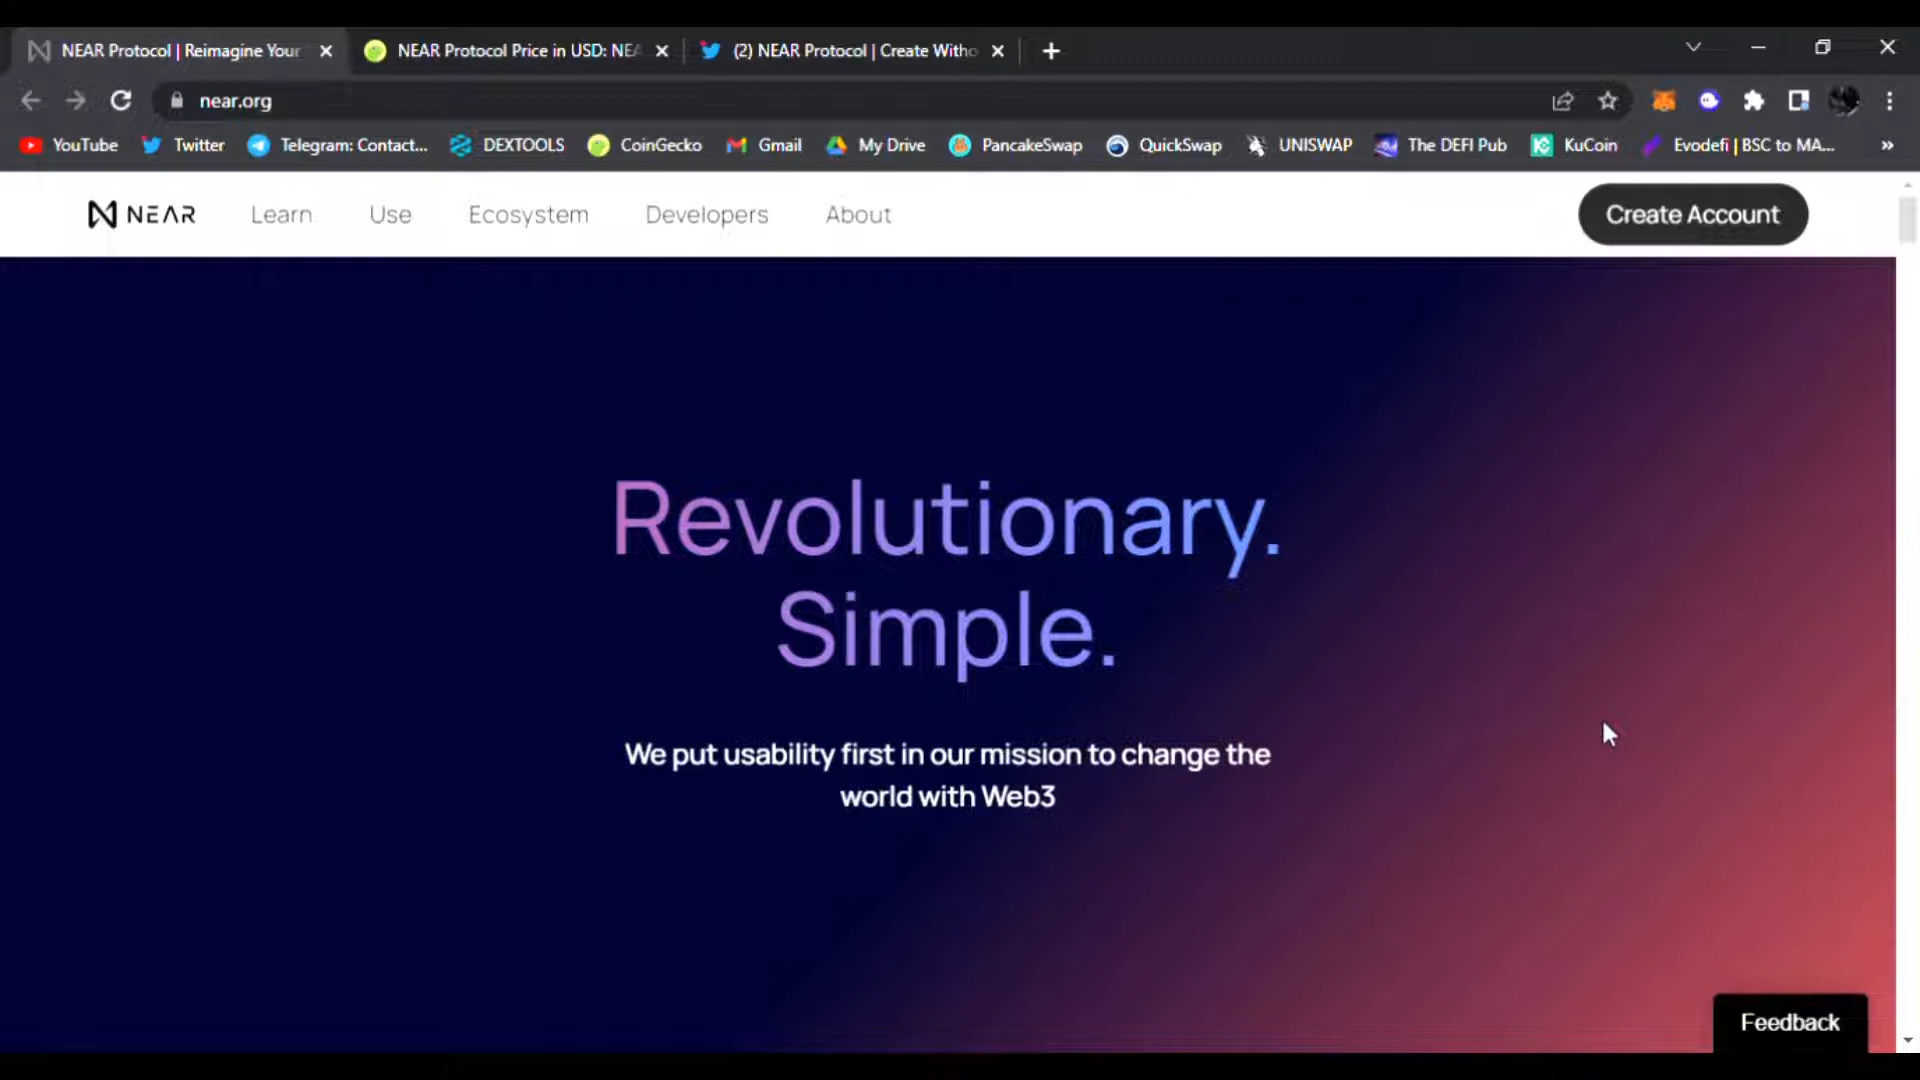 NEAR Protocol | Reimagine Your
NEAR Protocol Price in USD: NEA
(2) NEAR Protocol | Create Witho
near.org
YouTube
Twitter
Telegram: Contact...
DEXTOOLS
CoinGecko
Gmail
My Drive
PancakeSwap
QuickSwap
UNISWAP
The DEFI Pub
KuCoin
Evodefi | BSC to MA...
NEAR
Learn
Use
Ecosystem
Developers
About
Create Account
Revolutionary.
Simple.
We put usability first in our mission to change the
world with Web3
Feedback